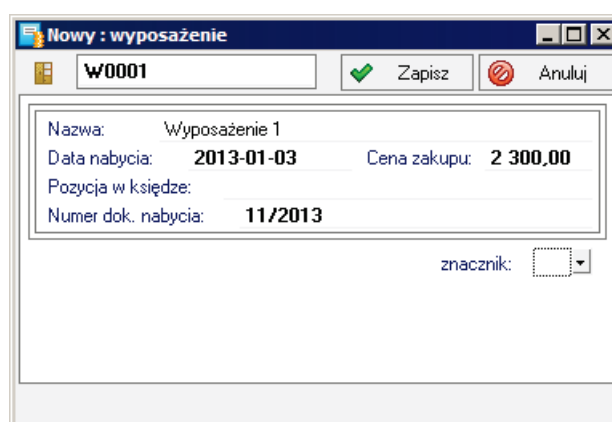 Nowy : wyposażenie
W0001 Zapisz Anuluj
Nazwa: Wyposażenie 1
Data nabycia: 2013-01-03 Cena zakupu: 2 300,00
Pozycja w księdze:
Numer dok. nabycia: 11/2013
znacznik: